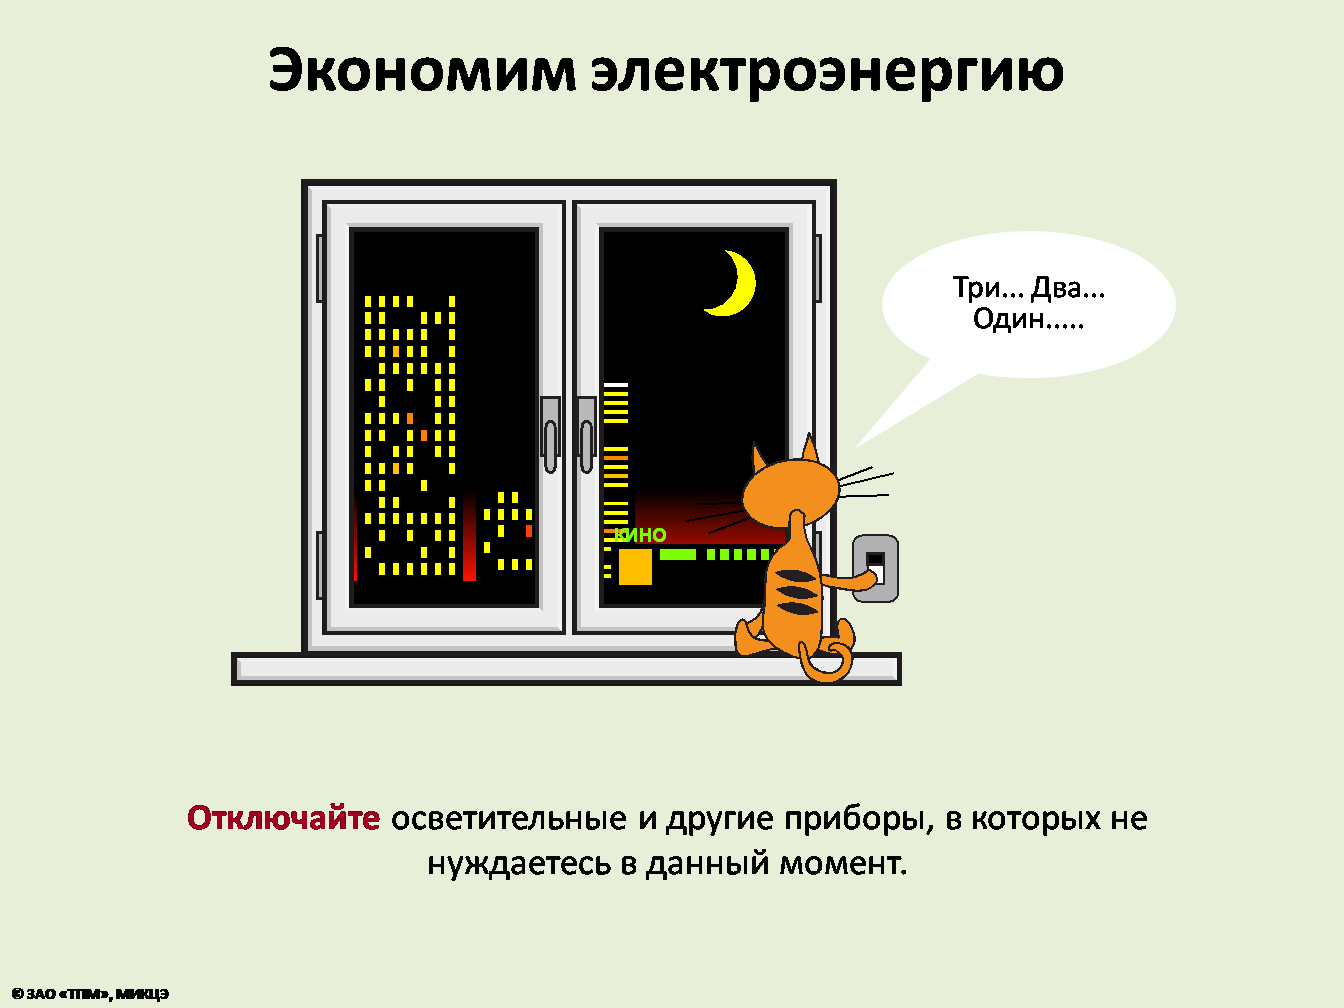 Экономим электроэнергию
Три... Два...
Один.....
КИНО
Отключайте осветительные и другие приборы, в которых не
нуждаетесь в данный момент.
© ЗАО «ТПМ», МИКЦЭ